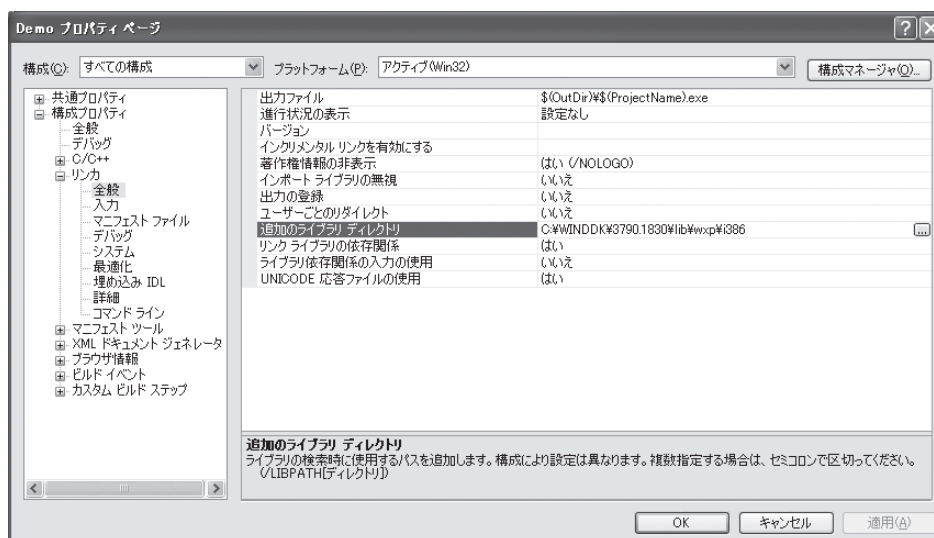 Demo プロパティ ページ
構成(C): すべての構成 プラットフォーム(P): アクティブ(Win32) 構成マネージャ(O)...
共通プロパティ
構成プロパティ
全般
デバッグ
C/C++
リンカ
全般
入力
マニフェスト ファイル
デバッグ
システム
最適化
埋め込み IDL
詳細
コマンド ライン
マニフェスト ツール
XML ドキュメント ジェネレータ
ブラウザ情報
ビルド イベント
カスタム ビルド ステップ
出力ファイル $(OutDir)¥$(ProjectName).exe
進行状況の表示 設定なし
バージョン
インクリメンタル リンクを有効にする
著作権情報の非表示 はい (/NOLOGO)
インポート ライブラリの無視 いいえ
出力の登録 いいえ
ユーザーごとのリダイレクト いいえ
追加のライブラリ ディレクトリ C:¥WINDDK¥3790.1830¥lib¥wxp¥i386 ...
リンク ライブラリの依存関係 はい
ライブラリ依存関係の入力の使用 いいえ
UNICODE 応答ファイルの使用 はい
追加のライブラリ ディレクトリ
ライブラリの検索時に使用するパスを追加します。構成により設定は異なります。複数指定する場合は、セミコロンで区切ってください。
(/LIBPATH[ディレクトリ])
OK キャンセル 適用(A)